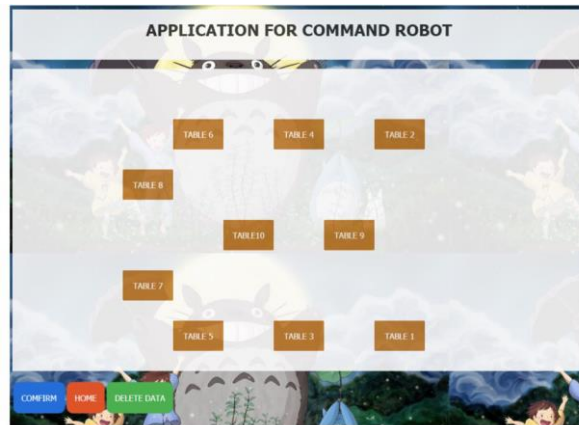 APPLICATION FOR COMMAND ROBOT
TABLE 6 TABLE 4 TABLE 2
TABLE 8
TABLE10 TABLE 9
TABLE 7
TABLE 5 TABLE 3 TABLE 1
COMFIRM HOME DELETE DATA